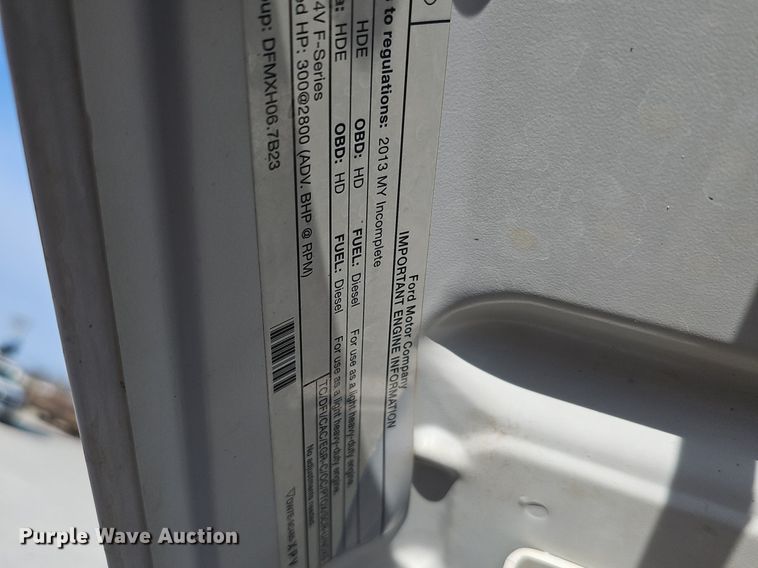 Ford Motor Company
IMPORTANT ENGINE INFORMATION
to regulations: 2013 MY Incomplete
HDE OBD: HD FUEL: Diesel For use as a light heavy-duty engine.
HDE OBD: HD FUEL: Diesel For use as a light heavy-duty engine.
4V F-Series
HP: 300@2800 (ADV. BHP @ RPM)
No adjustments needed.
DFMXH06.7B23
Purple Wave Auction